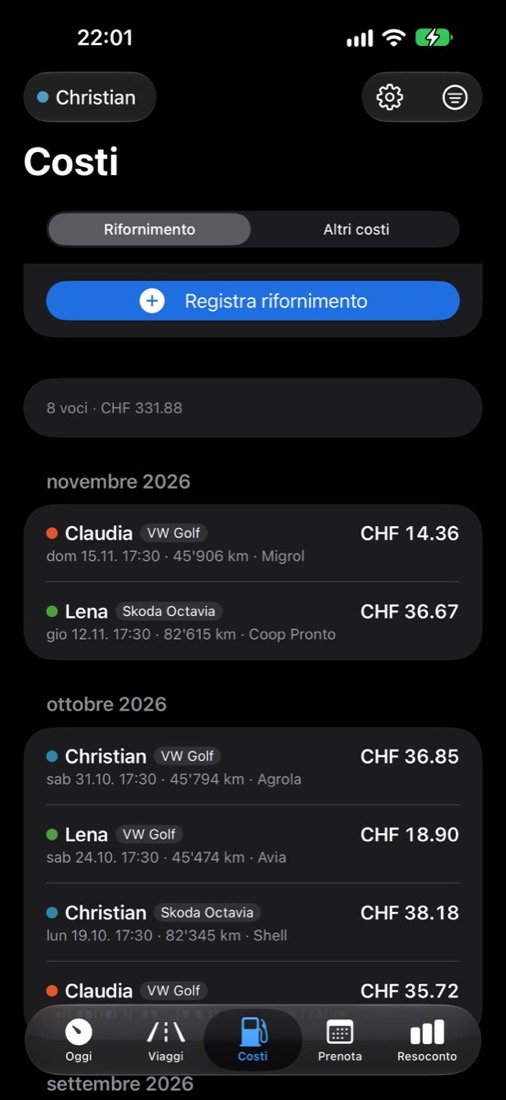 22:01
Christian
Costi
Rifornimento
Altri costi
Registra rifornimento
8 voci · CHF 331.88
novembre 2026
Claudia VW Golf CHF 14.36
dom 15.11. 17:30 · 45'906 km · Migrol
Lena Skoda Octavia CHF 36.67
gio 12.11. 17:30 · 82'615 km · Coop Pronto
ottobre 2026
Christian VW Golf CHF 36.85
sab 31.10. 17:30 · 45'794 km · Agrola
Lena VW Golf CHF 18.90
sab 24.10. 17:30 · 45'474 km · Avia
Christian Skoda Octavia CHF 38.18
lun 19.10. 17:30 · 82'345 km · Shell
Claudia VW Golf CHF 35.72
Oggi
Viaggi
Costi
Prenota
Resoconto
settembre 2026